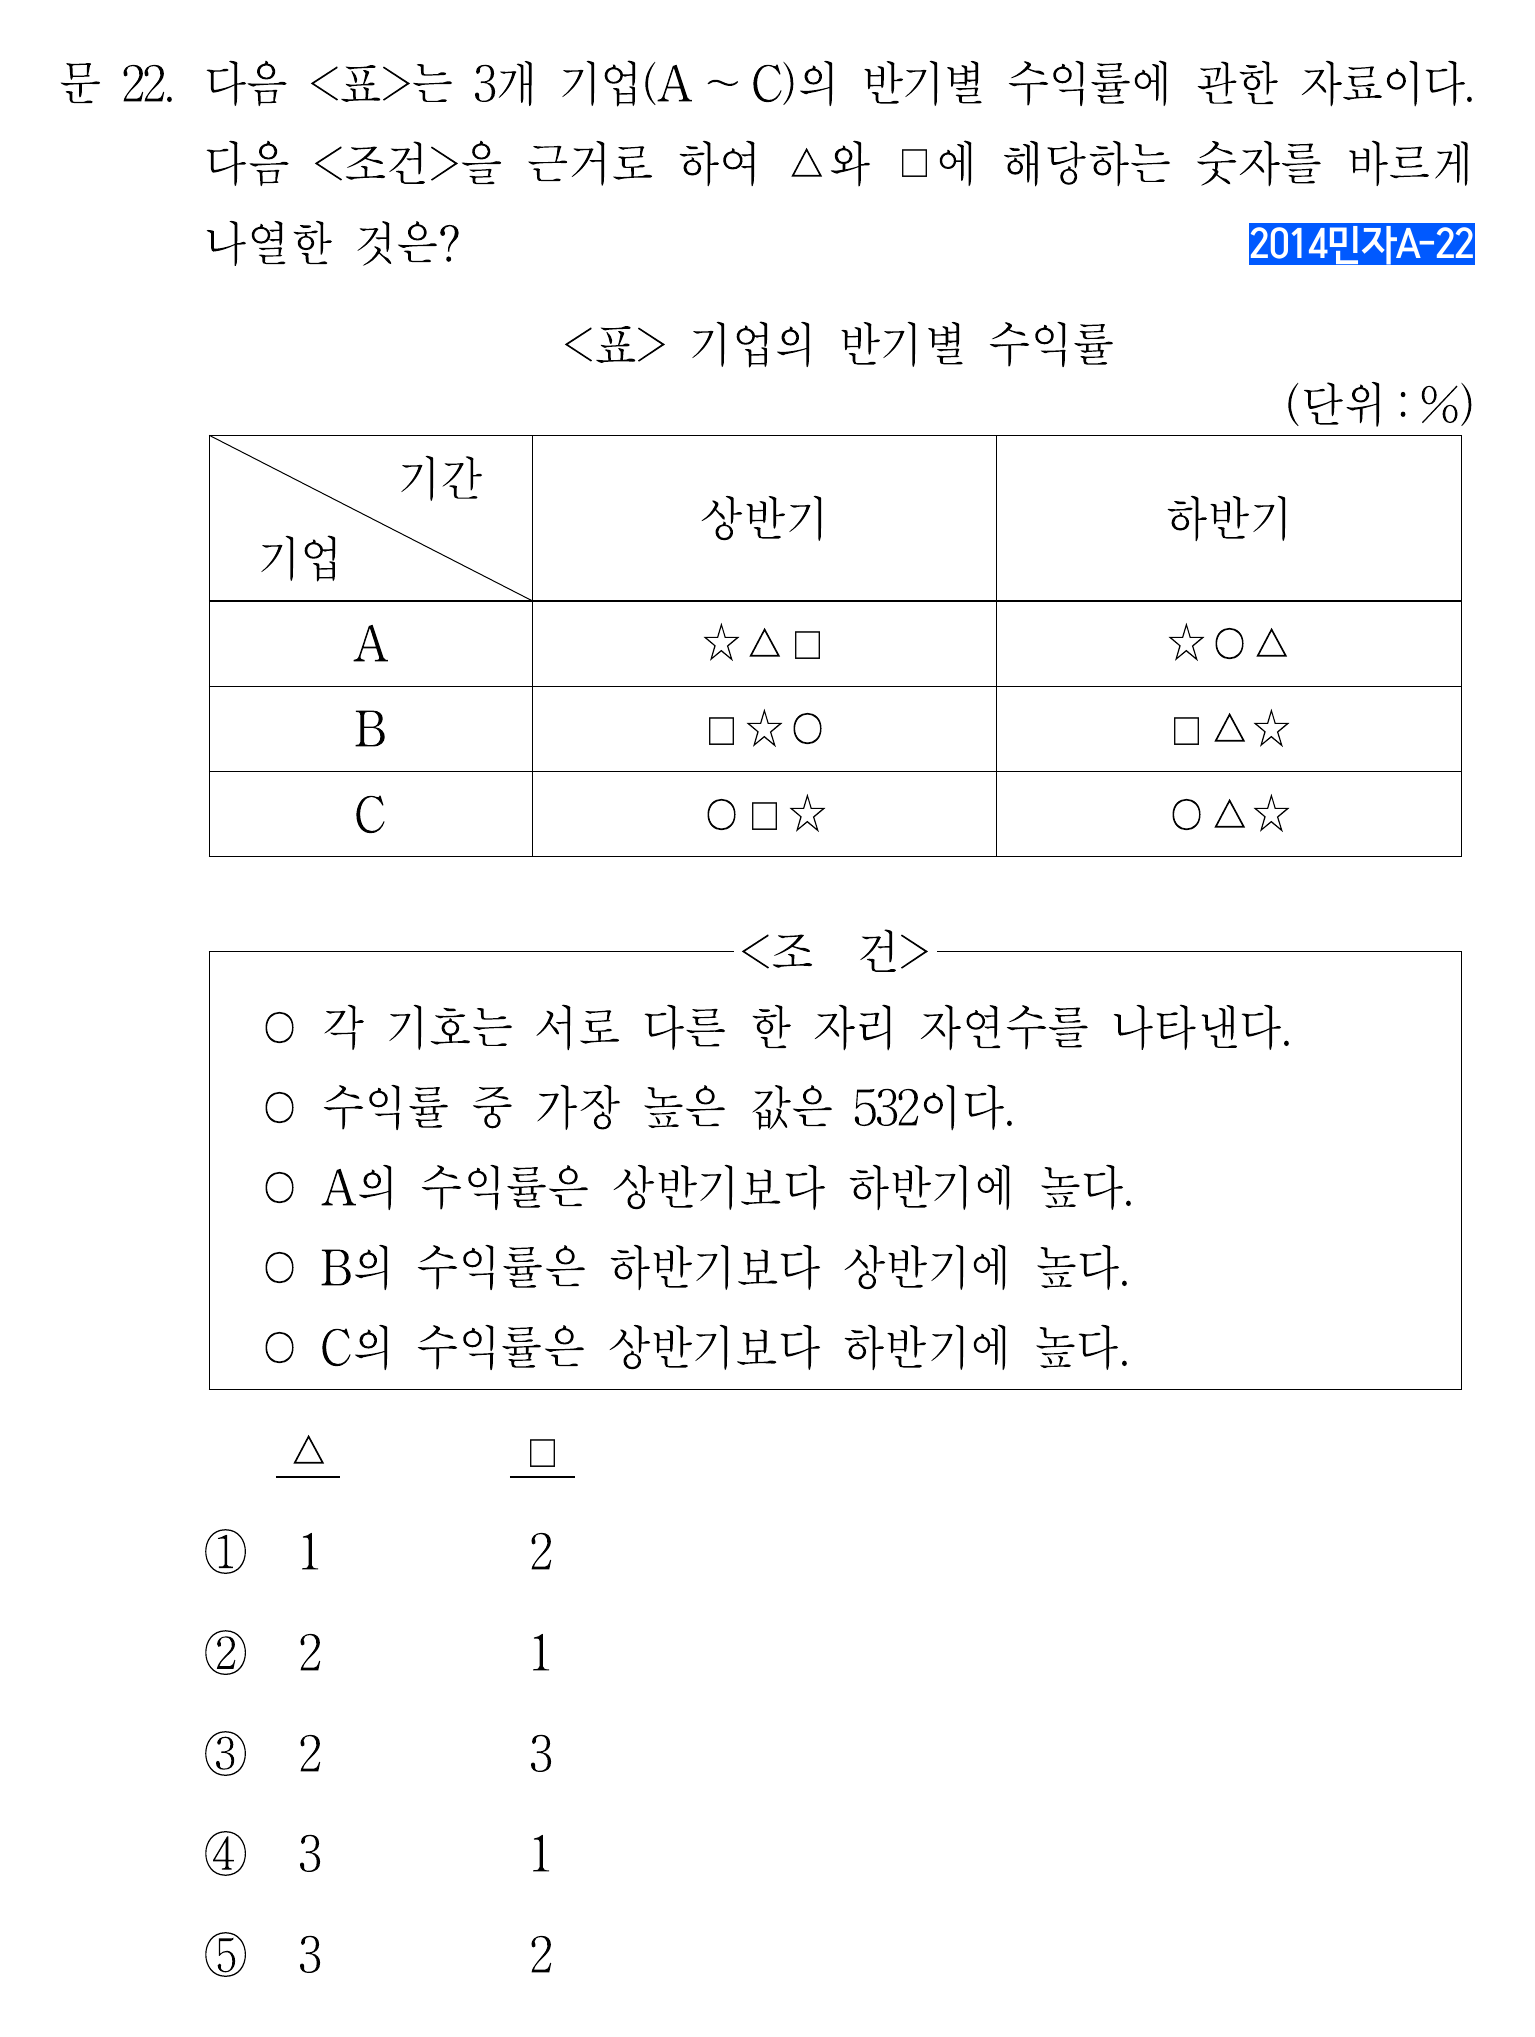 문 22. 다음 <표>는 3개 기업(A ~ C)의 반기별 수익률에 관한 자료이다.
다음 <조건>을 근거로 하여 △와 □에 해당하는 숫자를 바르게
나열한 것은?
2014민자A-22
<표> 기업의 반기별 수익률
(단위 : %)
기간
기업
상반기
하반기
A ☆△□ ☆○△
B □☆○ □△☆
C ○□☆ ○△☆
<조 건>
○ 각 기호는 서로 다른 한 자리 자연수를 나타낸다.
○ 수익률 중 가장 높은 값은 532이다.
○ A의 수익률은 상반기보다 하반기에 높다.
○ B의 수익률은 하반기보다 상반기에 높다.
○ C의 수익률은 상반기보다 하반기에 높다.
△ □
① 1 2
② 2 1
③ 2 3
④ 3 1
⑤ 3 2